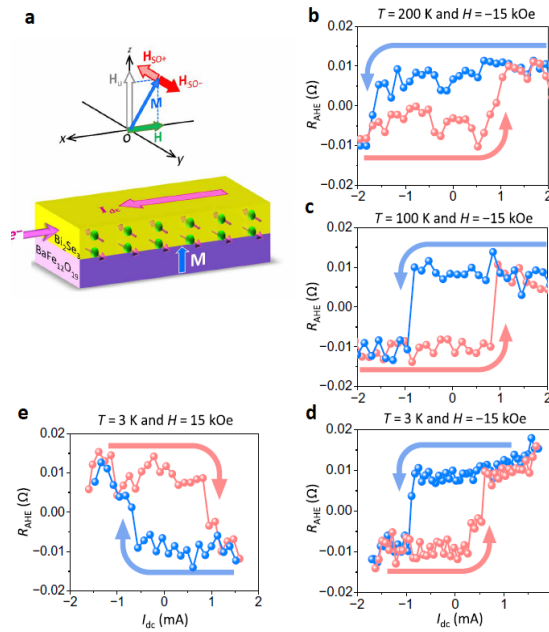 a
z
H_SO+
H_SO−
H_u
M
H
O
x
y
I_dc
e⁻
Bi₂Se₃
BaFe₁₂O₁₉
M
b
T = 200 K and H = −15 kOe
0.02
0.01
0.00
−0.01
−0.02
R_AHE (Ω)
−2 −1 0 1 2
c
T = 100 K and H = −15 kOe
0.02
0.01
0.00
−0.01
−0.02
R_AHE (Ω)
−2 −1 0 1 2
e
T = 3 K and H = 15 kOe
0.02
0.01
0.00
−0.01
−0.02
R_AHE (Ω)
−2 −1 0 1 2
I_dc (mA)
d
T = 3 K and H = −15 kOe
0.02
0.01
0.00
−0.01
−0.02
R_AHE (Ω)
−2 −1 0 1 2
I_dc (mA)